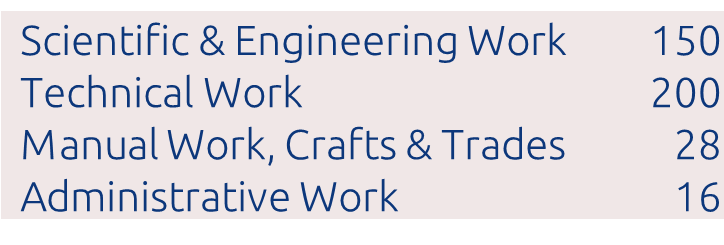 Scientific & Engineering Work 150
Technical Work 200
Manual Work, Crafts & Trades 28
Administrative Work 16